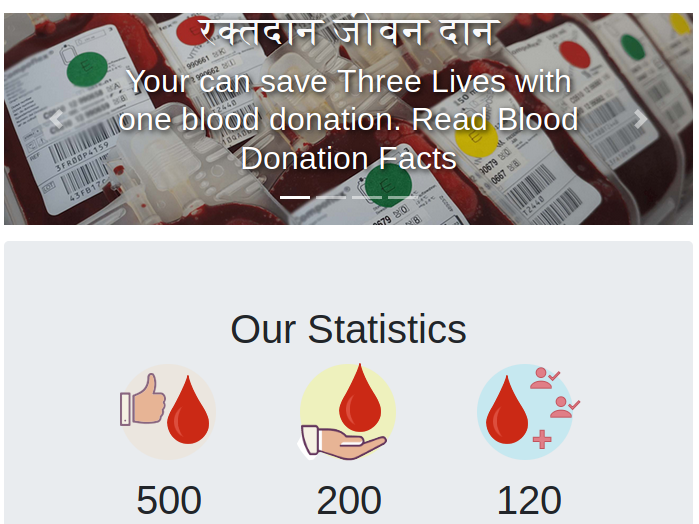 रक्तदान जीवन दान
Your can save Three Lives with
one blood donation. Read Blood
Donation Facts
Our Statistics
500
200
120